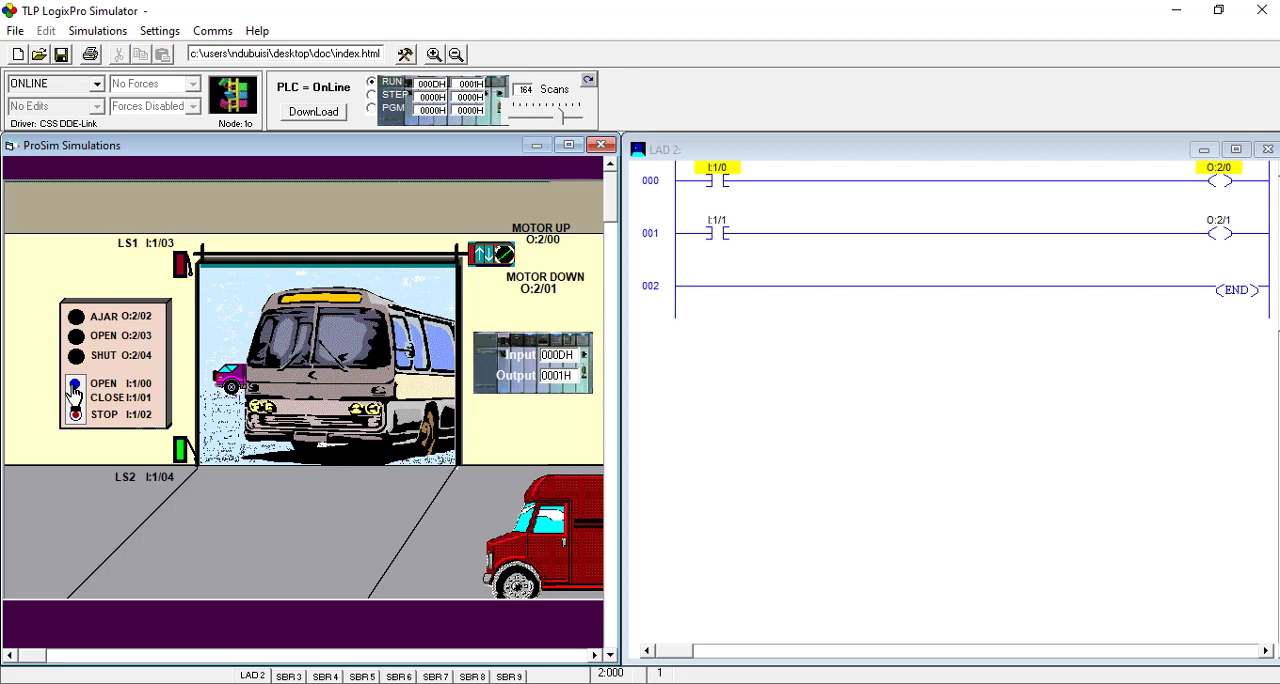 TLP LogixPro Simulator -
File Edit Simulations Settings Comms Help
c:\users\ndubuisi\desktop\doc\index.html
ONLINE No Forces
No Edits Forces Disabled
Driver: CSS DDE-Link Node:1o
PLC = OnLine
DownLoad
RUN 000DH 0001H
STEP 0000H 0000H
PGM 0000H 0000H
164 Scans
ProSim Simulations
LS1 I:1/03
MOTOR UP
O:2/00
MOTOR DOWN
O:2/01
AJAR O:2/02
OPEN O:2/03
SHUT O:2/04
OPEN I:1/00
CLOSE I:1/01
STOP I:1/02
Input 000DH
Output 0001H
LS2 I:1/04
LAD 2:
I:1/0 O:2/0
000
I:1/1 O:2/1
001
002 END
LAD 2 SBR 3 SBR 4 SBR 5 SBR 6 SBR 7 SBR 8 SBR 9 2:000 1